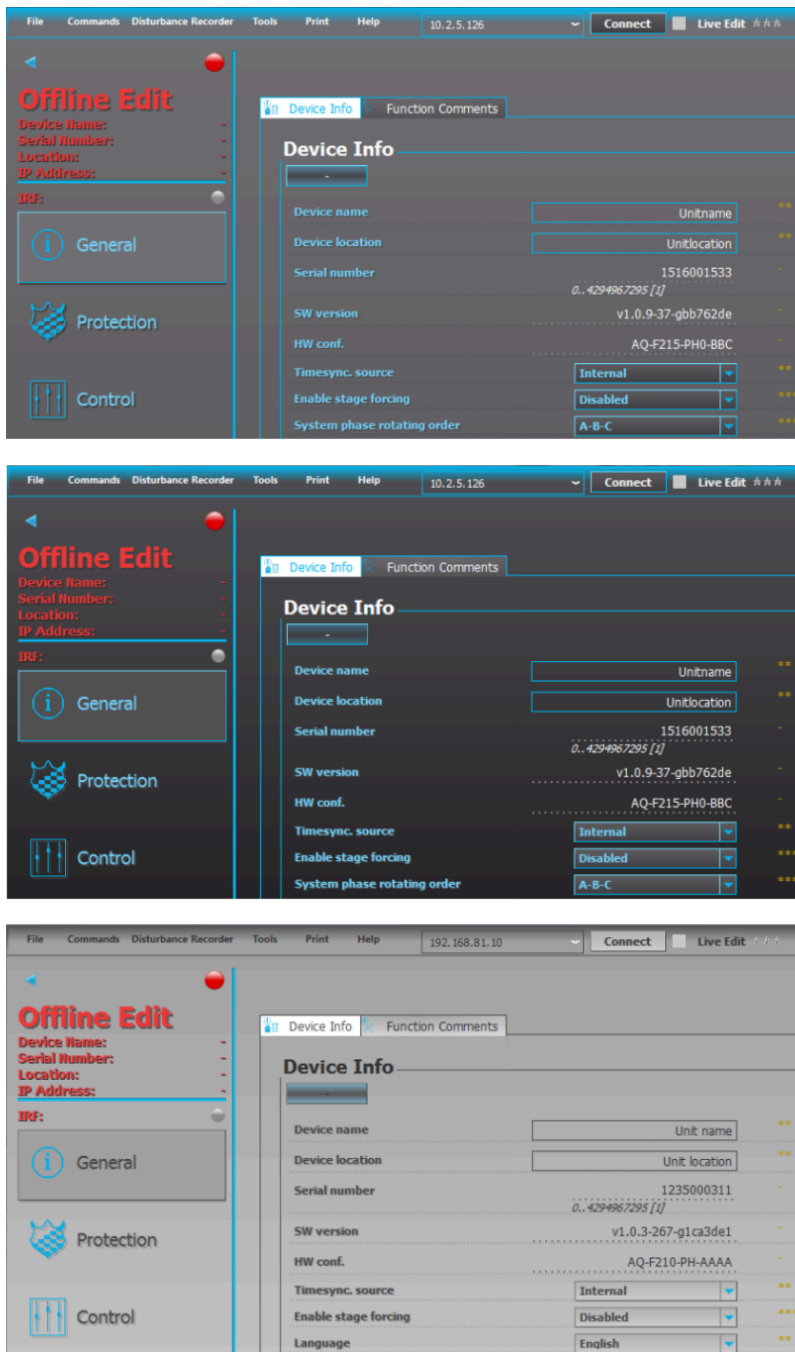 File Commands Disturbance Recorder Tools Print Help 10.2.5.126 Connect Live Edit
Offline Edit
Device Name: -
Serial Number: -
Location: -
IP Address: -
IRF:
General
Protection
Control
Device Info Function Comments
Device Info
-
Device name Unitname **
Device location Unitlocation **
Serial number 1516001533 -
0..4294967295 [1]
SW version v1.0.9-37-gbb762de -
HW conf. AQ-F215-PH0-BBC -
Timesync. source Internal **
Enable stage forcing Disabled ***
System phase rotating order A-B-C ***
File Commands Disturbance Recorder Tools Print Help 10.2.5.126 Connect Live Edit
Offline Edit
Device Name: -
Serial Number: -
Location: -
IP Address: -
IRF:
General
Protection
Control
Device Info Function Comments
Device Info
-
Device name Unitname **
Device location Unitlocation **
Serial number 1516001533 -
0..4294967295 [1]
SW version v1.0.9-37-gbb762de -
HW conf. AQ-F215-PH0-BBC -
Timesync. source Internal **
Enable stage forcing Disabled ***
System phase rotating order A-B-C ***
File Commands Disturbance Recorder Tools Print Help 192.168.81.10 Connect Live Edit
Offline Edit
Device Name: -
Serial Number: -
Location: -
IP Address: -
IRF:
General
Protection
Control
Device Info Function Comments
Device Info
-
Device name Unit name **
Device location Unit location **
Serial number 1235000311 -
0..4294967295 [1]
SW version v1.0.3-267-g1ca3de1 -
HW conf. AQ-F210-PH-AAAA -
Timesync. source Internal **
Enable stage forcing Disabled ***
Language English **